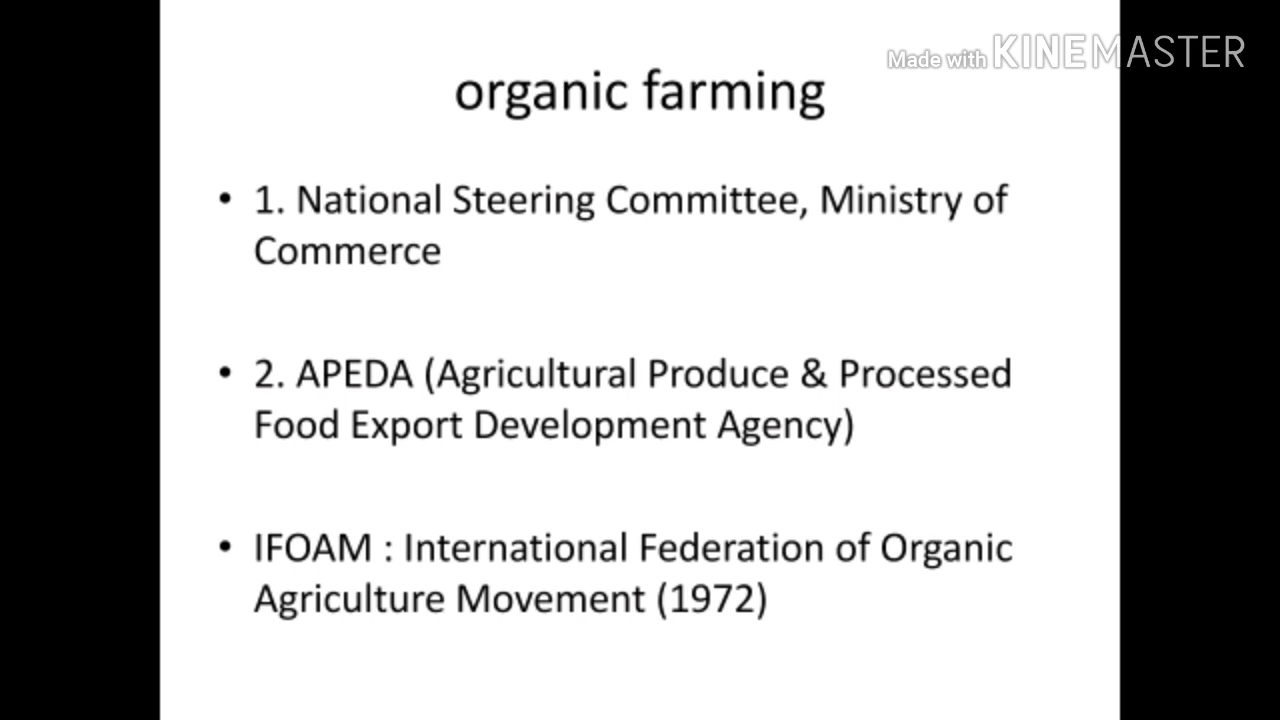 Made with KINEMASTER
organic farming
• 1. National Steering Committee, Ministry of
Commerce
• 2. APEDA (Agricultural Produce & Processed
Food Export Development Agency)
• IFOAM : International Federation of Organic
Agriculture Movement (1972)